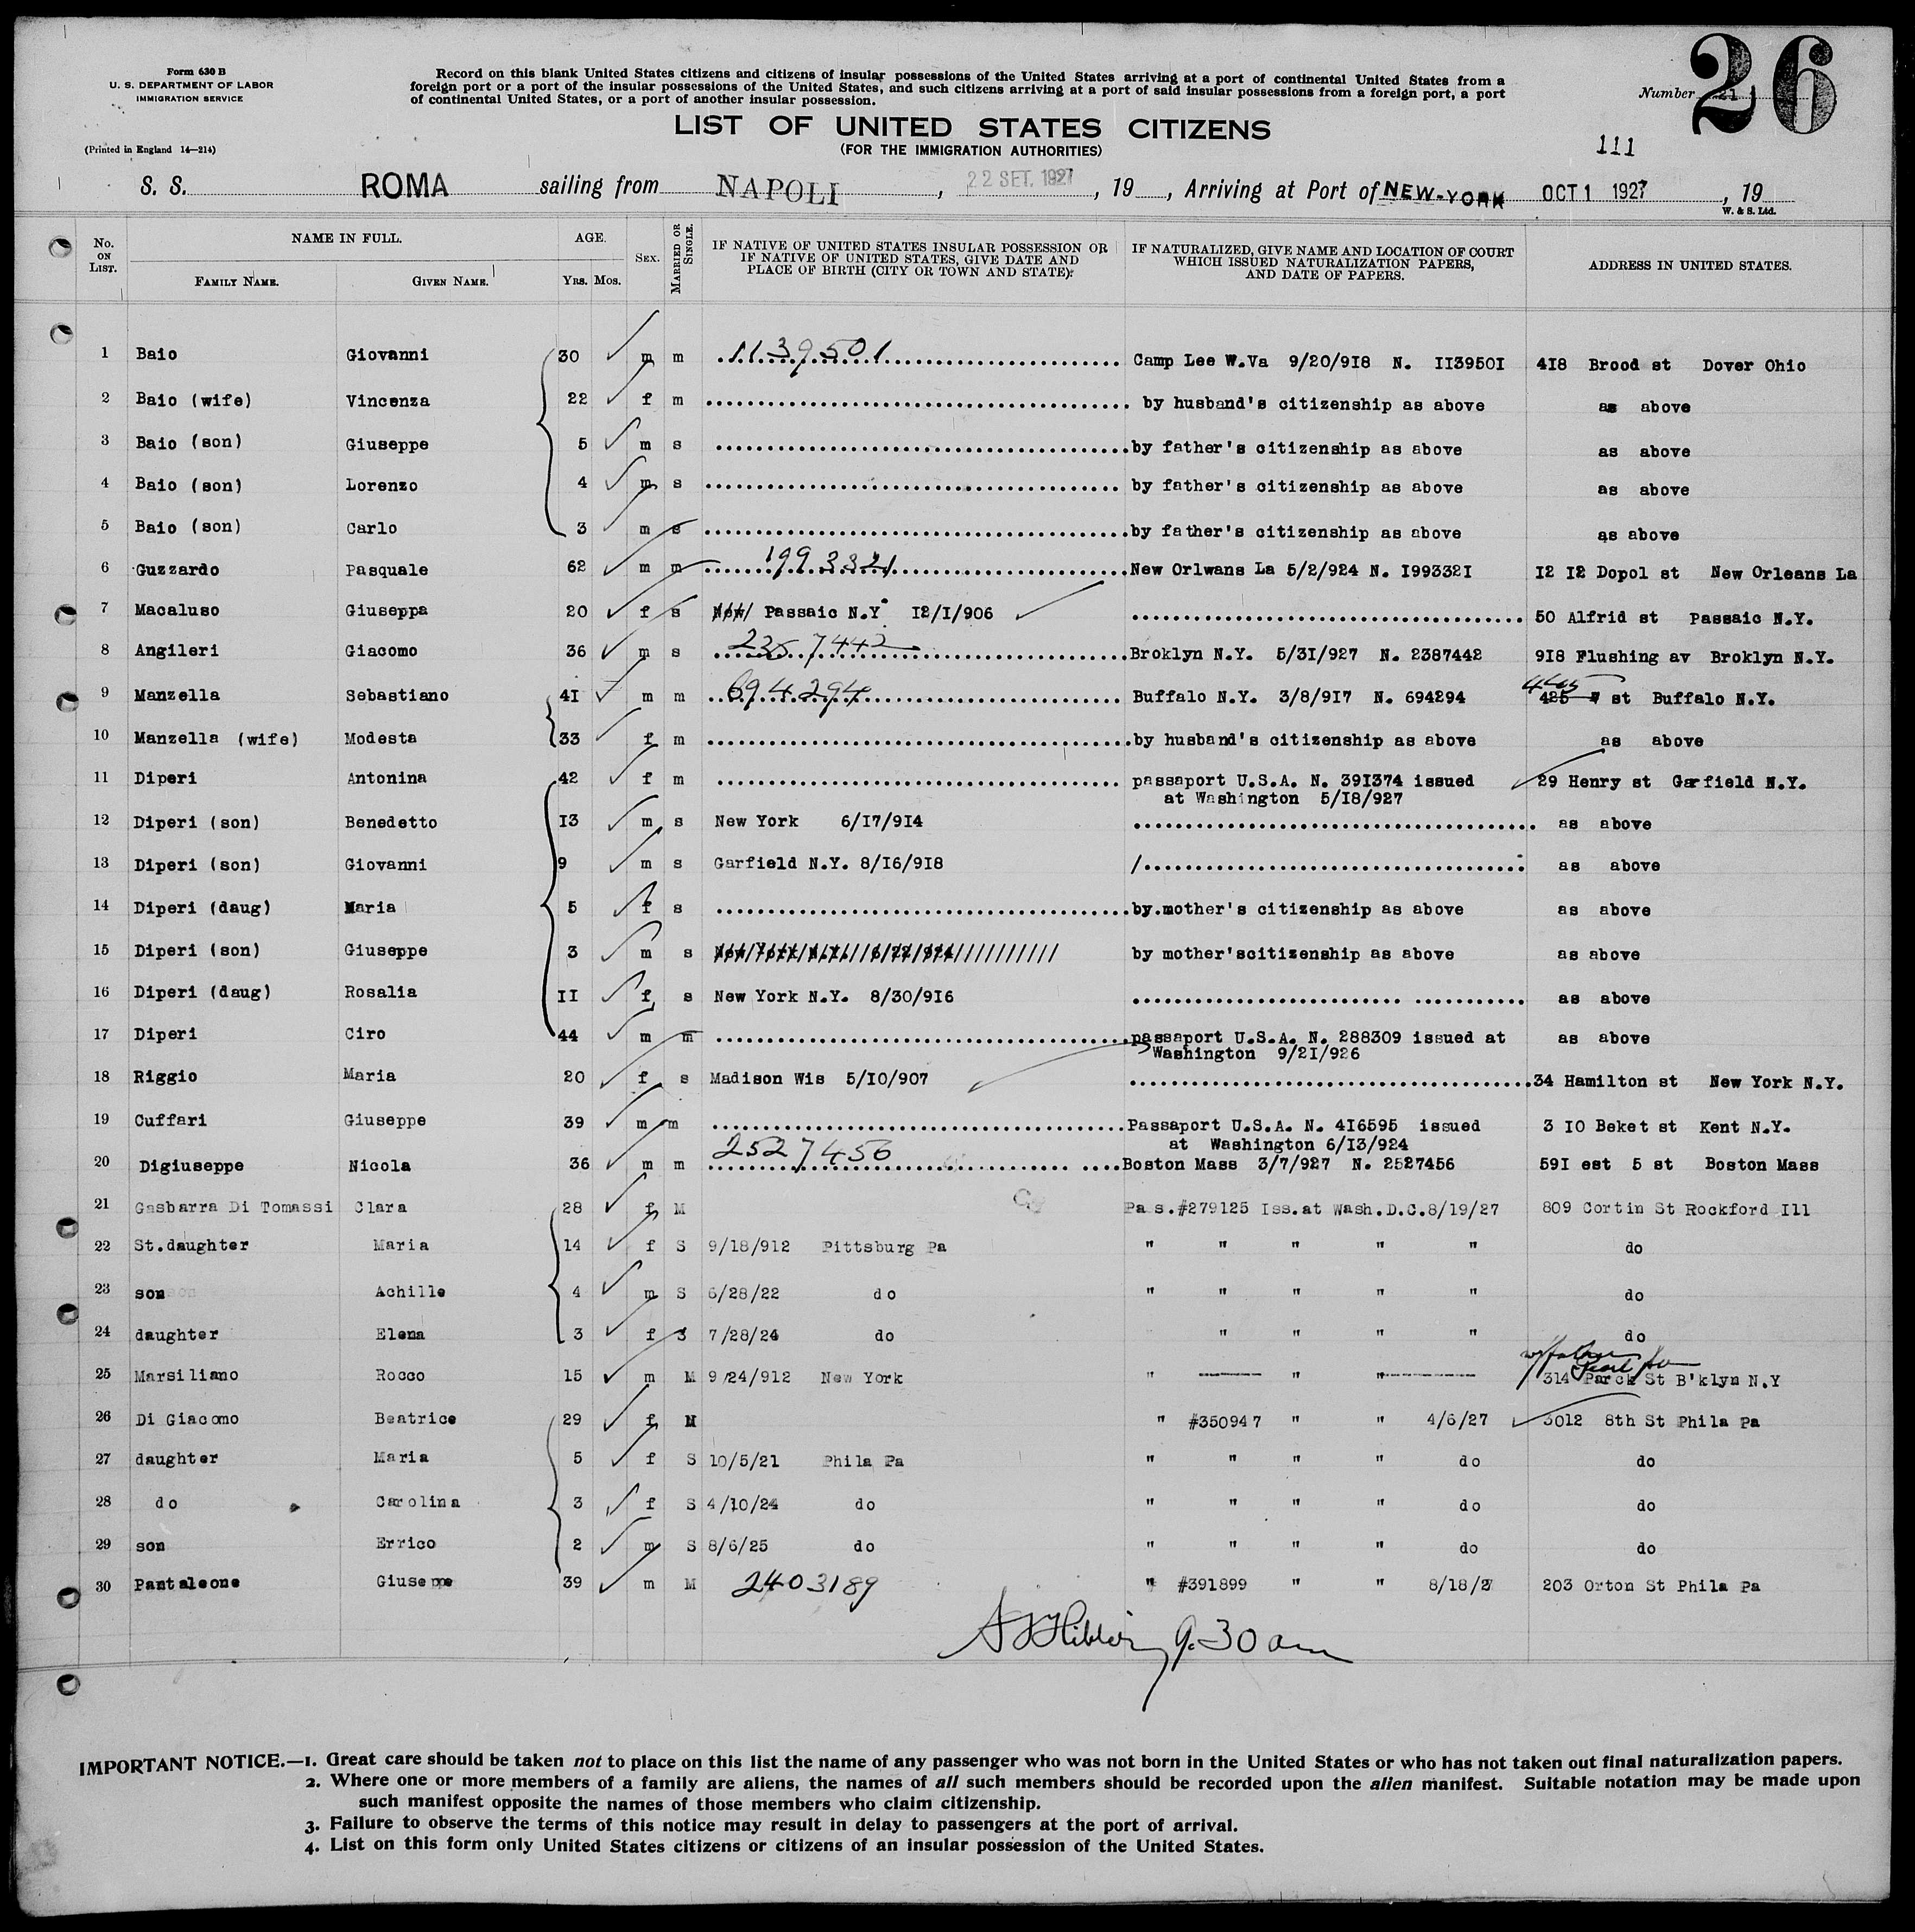 Form 630 B
U. S. DEPARTMENT OF LABOR
IMMIGRATION SERVICE
(Printed in England 14—214)
Record on this blank United States citizens and citizens of insular possessions of the United States arriving at a port of continental United States from a
foreign port or a port of the insular possessions of the United States, and such citizens arriving at a port of said insular possessions from a foreign port, a port
of continental United States, or a port of another insular possession.
LIST OF UNITED STATES CITIZENS
(FOR THE IMMIGRATION AUTHORITIES)
Number 21
26
111
S. S. ROMA sailing from NAPOLI, 22 SET. 1927, 19 , Arriving at Port of NEW-YORK OCT 1 1927, 19
W. & S. Ltd.
No. ON LIST. NAME IN FULL. AGE. SEX. MARRIED OR SINGLE. IF NATIVE OF UNITED STATES INSULAR POSSESSION OR IF NATIVE OF UNITED STATES, GIVE DATE AND PLACE OF BIRTH (CITY OR TOWN AND STATE). IF NATURALIZED, GIVE NAME AND LOCATION OF COURT WHICH ISSUED NATURALIZATION PAPERS, AND DATE OF PAPERS. ADDRESS IN UNITED STATES.
FAMILY NAME. GIVEN NAME. YRS. MOS.
1 Baio Giovanni 30 m m 1139501 Camp Lee W.Va 9/20/918 N. II3950I 418 Brood st Dover Ohio
2 Baio (wife) Vincenza 22 f m by husband's citizenship as above as above
3 Baio (son) Giuseppe 5 m s by father's citizenship as above as above
4 Baio (son) Lorenzo 4 m s by father's citizenship as above as above
5 Baio (son) Carlo 3 m s by father's citizenship as above as above
6 Guzzardo Pasquale 62 m m 1993321 New Orlwans La 5/2/924 N. I99332I I2 I2 Dopol st New Orleans La
7 Macaluso Giuseppa 20 f s Passaic N.Y I2/I/906 50 Alfrid st Passaic N.Y.
8 Angileri Giacomo 36 m s 2357442 Broklyn N.Y. 5/3I/927 N. 2387442 9I8 Flushing av Broklyn N.Y.
9 Manzella Sebastiano 4I m m 694294 Buffalo N.Y. 3/8/9I7 N. 694294 425 7 st Buffalo N.Y.
10 Manzella (wife) Modesta 33 f m by husband's citizenship as above as above
11 Diperi Antonina 42 f m passaport U.S.A. N. 39I374 issued 29 Henry st Garfield N.Y.
at Washington 5/I8/927
12 Diperi (son) Benedetto I3 m s New York 6/I7/9I4 as above
13 Diperi (son) Giovanni 9 m s Garfield N.Y. 8/I6/9I8 / as above
14 Diperi (daug) Maria 5 f s by.mother's citizenship as above as above
15 Diperi (son) Giuseppe 3 m s by mother'scitizenship as above as above
16 Diperi (daug) Rosalia II f s New York N.Y. 8/30/9I6 as above
17 Diperi Ciro 44 m m passaport U.S.A. N. 288309 issued at as above
Washington 9/2I/926
18 Riggio Maria 20 f s Madison Wis 5/I0/907 34 Hamilton st New York N.Y.
19 Cuffari Giuseppe 39 m m Passaport U.S.A. N. 4I6595 issued 3 I0 Beket st Kent N.Y.
at Washington 6/I3/924
20 Digiuseppe Nicola 36 m m 2527456 Boston Mass 3/7/927 N. 2527456 59I est 5 st Boston Mass
21 Gasbarra Di Tomassi Clara 28 f M Pas.#279125 Iss.at Wash.D.C.8/19/27 809 Cortin St Rockford Ill
22 St.daughter Maria 14 f S 9/18/912 Pittsburg Pa " " " " " do
23 son Achille 4 m S 6/28/22 do " " " " " do
24 daughter Elena 3 f S 7/28/24 do " " " " do
25 Marsiliano Rocco 15 m M 9/24/912 New York " " " w/father Pearl 314 Parck St B'klyn N.Y
26 Di Giacomo Beatrice 29 f M " #350947 " " 4/6/27 3012 8th St Phila Pa
27 daughter Maria 5 f S 10/5/21 Phila Pa " " " " do do
28 do Carolina 3 f S 4/10/24 do " " " " do do
29 son Errico 2 m S 8/6/25 do " " " " do do
30 Pantaleone Giuseppe 39 m M 2403189 " #391899 " " 8/18/2 203 Orton St Phila Pa
9.30 am
IMPORTANT NOTICE.—1. Great care should be taken not to place on this list the name of any passenger who was not born in the United States or who has not taken out final naturalization papers.
2. Where one or more members of a family are aliens, the names of all such members should be recorded upon the alien manifest. Suitable notation may be made upon
such manifest opposite the names of those members who claim citizenship.
3. Failure to observe the terms of this notice may result in delay to passengers at the port of arrival.
4. List on this form only United States citizens or citizens of an insular possession of the United States.